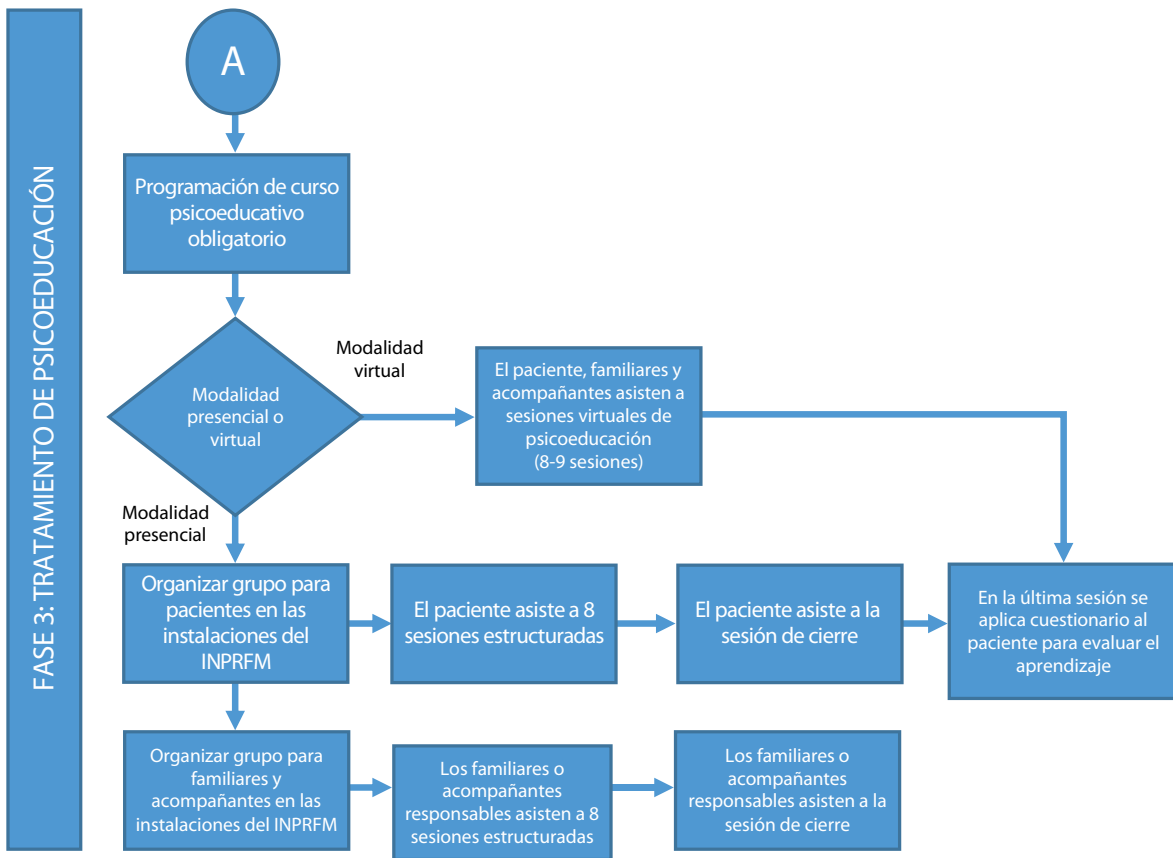 FASE 3: TRATAMIENTO DE PSICOEDUCACIÓN
A
Programación de curso
psicoeducativo
obligatorio
Modalidad
presencial o
virtual
Modalidad
virtual
El paciente, familiares y
acompañantes asisten a
sesiones virtuales de
psicoeducación
(8-9 sesiones)
Modalidad
presencial
Organizar grupo para
pacientes en las
instalaciones del
INPRFM
El paciente asiste a 8
sesiones estructuradas
El paciente asiste a la
sesión de cierre
En la última sesión se
aplica cuestionario al
paciente para evaluar el
aprendizaje
Organizar grupo para
familiares y
acompañantes en las
instalaciones del INPRFM
Los familiares o
acompañantes
responsables asisten a 8
sesiones estructuradas
Los familiares o
acompañantes
responsables asisten a la
sesión de cierre